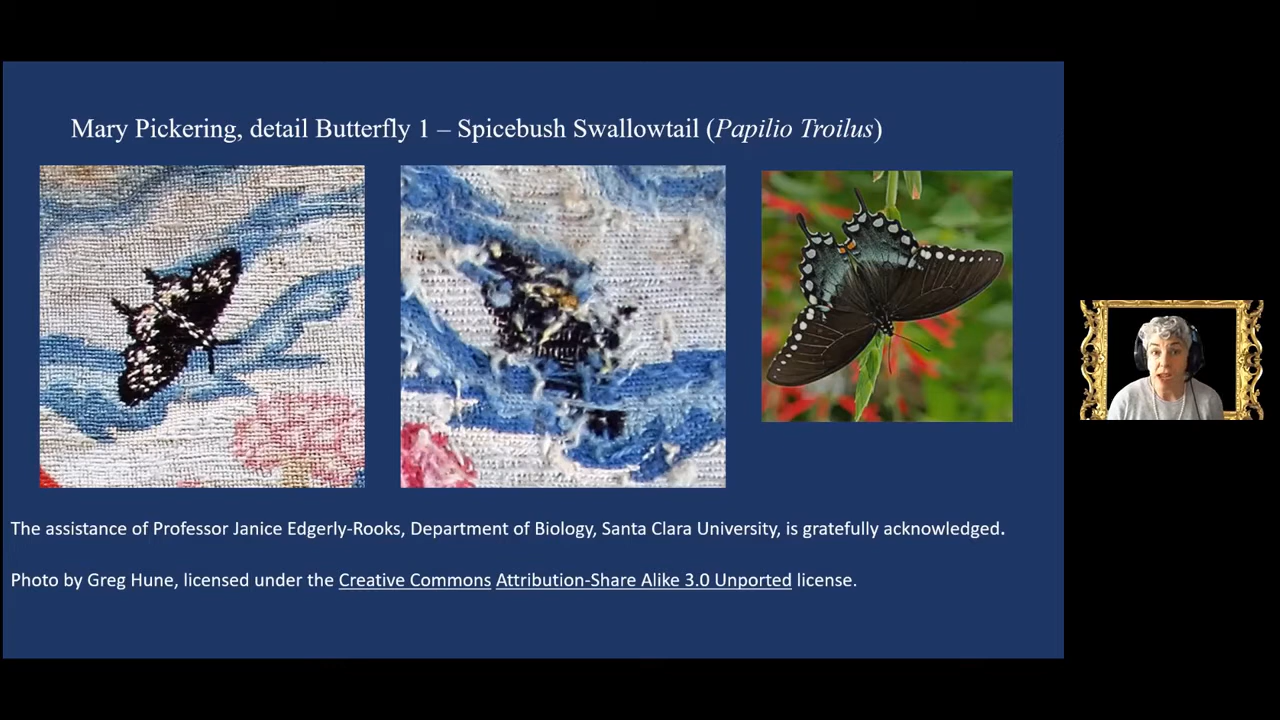 Mary Pickering, detail Butterfly 1 – Spicebush Swallowtail (Papilio Troilus)
The assistance of Professor Janice Edgerly-Rooks, Department of Biology, Santa Clara University, is gratefully acknowledged.
Photo by Greg Hune, licensed under the Creative Commons Attribution-Share Alike 3.0 Unported license.